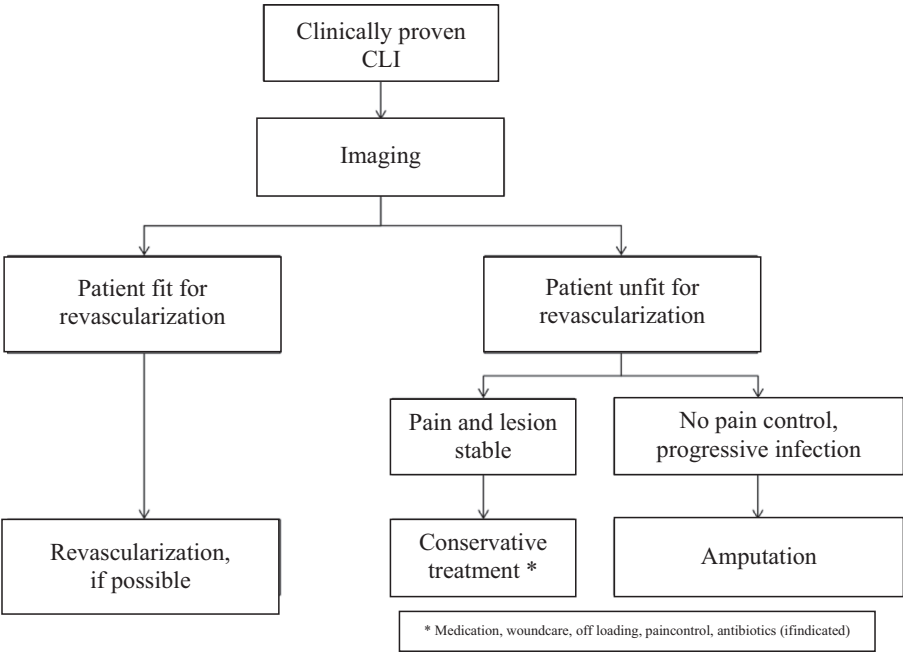 Clinically proven
CLI
Imaging
Patient fit for
revascularization
Patient unfit for
revascularization
Pain and lesion
stable
No pain control,
progressive infection
Revascularization,
if possible
Conservative
treatment *
Amputation
* Medication, woundcare, off loading, paincontrol, antibiotics (ifindicated)